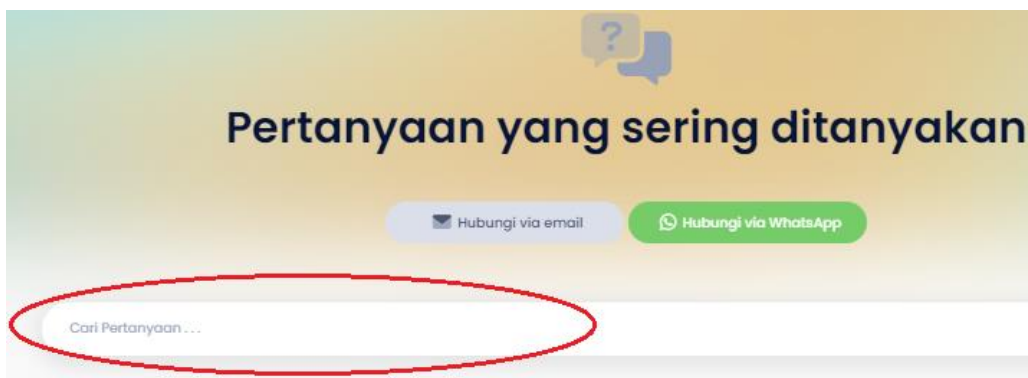 ?
Pertanyaan yang sering ditanyakan
Hubungi via email
Hubungi via WhatsApp
Cari Pertanyaan . . .